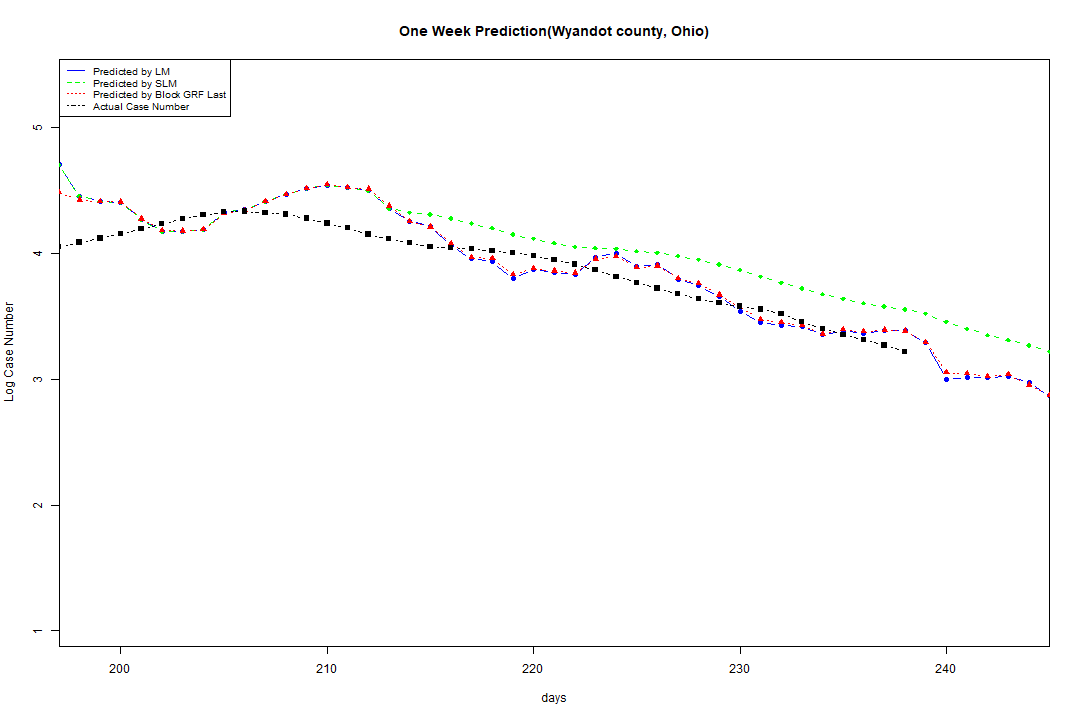 One Week Prediction(Wyandot county, Ohio)
Predicted by LM
Predicted by SLM
Predicted by Block GRF Last
Actual Case Number
5
4
3
2
1
Log Case Number
200 210 220 230 240
days